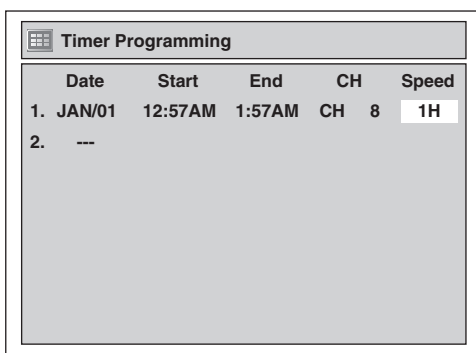 Timer Programming
Date Start End CH Speed
1. JAN/01 12:57AM 1:57AM CH 8 1H
2. ---